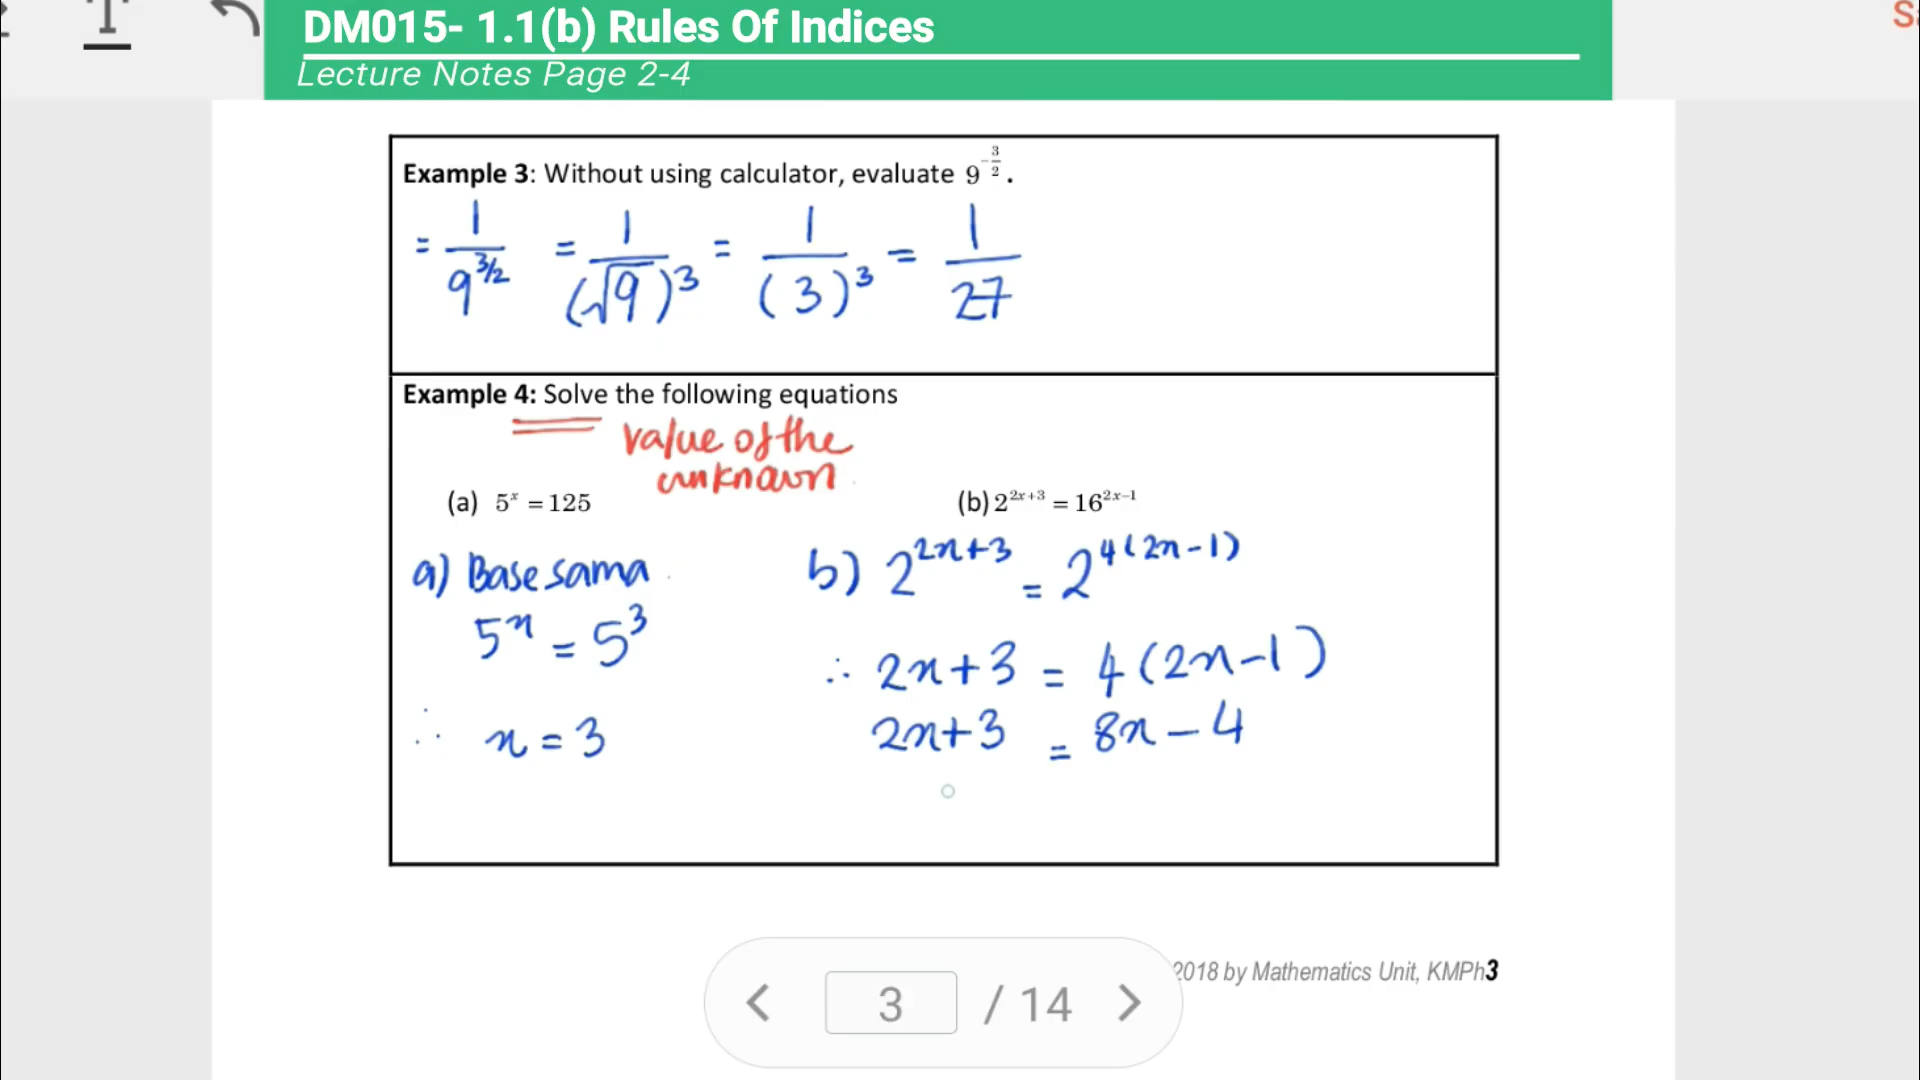 DM015- 1.1(b) Rules Of Indices
Lecture Notes Page 2-4
Example 3: Without using calculator, evaluate 9^{-3/2}.
= 1/9^{3/2} = 1/(√9)^3 = 1/(3)^3 = 1/27
Example 4: Solve the following equations
value of the
unknown
(a) 5^x = 125 (b) 2^{2x+3} = 16^{2x-1}
a) Base sama b) 2^{2x+3} = 2^{4(2x-1)}
5^x = 5^3
∴ 2x+3 = 4(2x-1)
∴ x = 3 2x+3 = 8x-4
2018 by Mathematics Unit, KMPh3
3 / 14